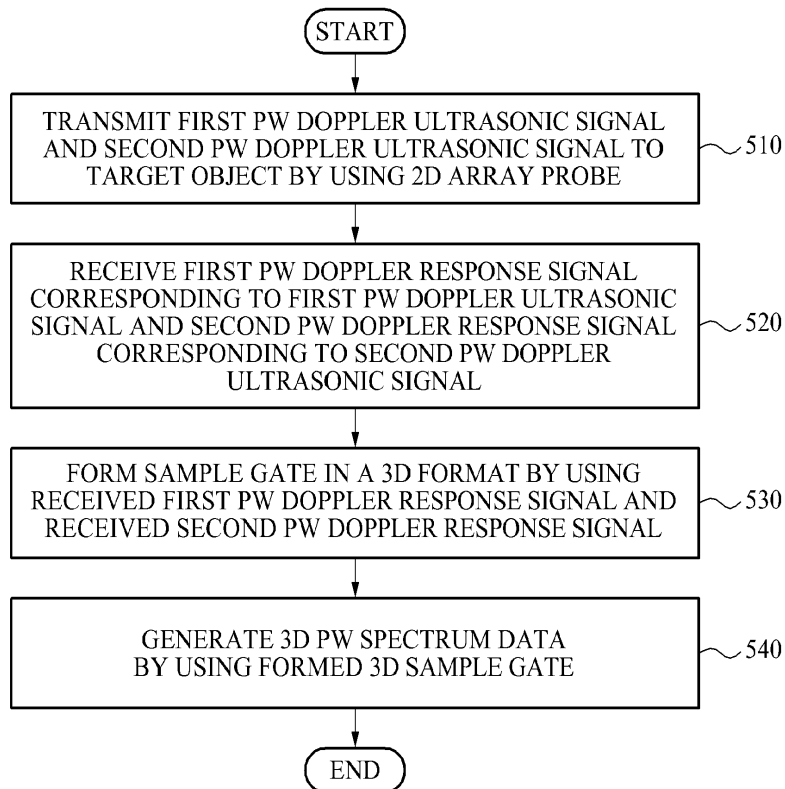 START
TRANSMIT FIRST PW DOPPLER ULTRASONIC SIGNAL
AND SECOND PW DOPPLER ULTRASONIC SIGNAL TO
TARGET OBJECT BY USING 2D ARRAY PROBE
510
RECEIVE FIRST PW DOPPLER RESPONSE SIGNAL
CORRESPONDING TO FIRST PW DOPPLER ULTRASONIC
SIGNAL AND SECOND PW DOPPLER RESPONSE SIGNAL
CORRESPONDING TO SECOND PW DOPPLER
ULTRASONIC SIGNAL
520
FORM SAMPLE GATE IN A 3D FORMAT BY USING
RECEIVED FIRST PW DOPPLER RESPONSE SIGNAL AND
RECEIVED SECOND PW DOPPLER RESPONSE SIGNAL
530
GENERATE 3D PW SPECTRUM DATA
BY USING FORMED 3D SAMPLE GATE
540
END